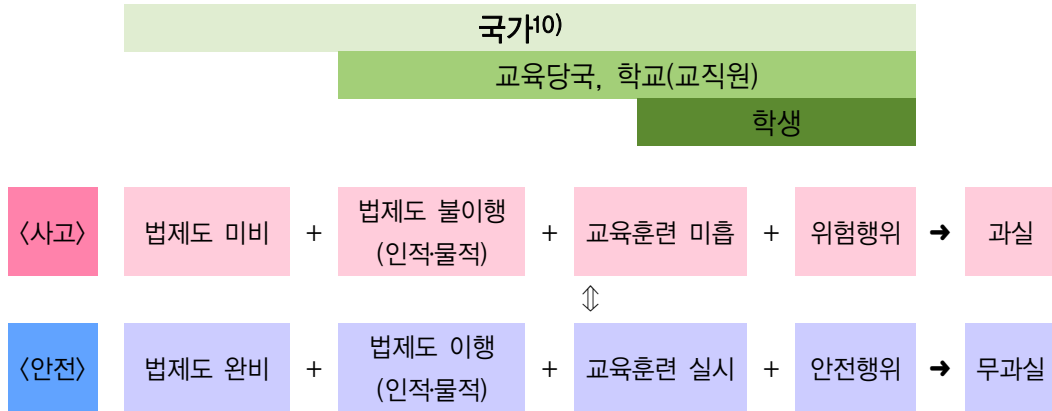 국가10)
교육당국, 학교(교직원)
학생
〈사고〉 법제도 미비 + 법제도 불이행 (인적·물적) + 교육훈련 미흡 + 위험행위 ➜ 과실
⇕
〈안전〉 법제도 완비 + 법제도 이행 (인적·물적) + 교육훈련 실시 + 안전행위 ➜ 무과실